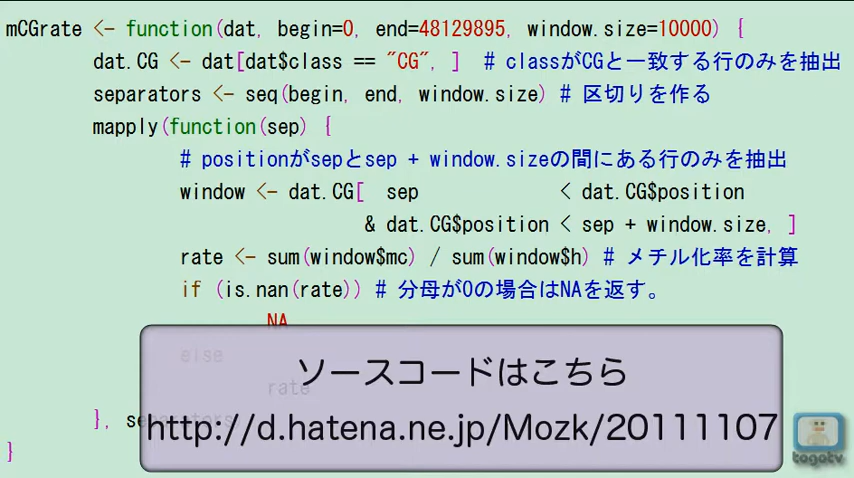 mCGrate <- function(dat, begin=0, end=48129895, window.size=10000) {
dat.CG <- dat[dat$class == "CG", ] # classがCGと一致する行のみを抽出
separators <- seq(begin, end, window.size) # 区切りを作る
mapply(function(sep) {
# positionがsepとsep + window.sizeの間にある行のみを抽出
window <- dat.CG[ sep < dat.CG$position
& dat.CG$position < sep + window.size, ]
rate <- sum(window$mc) / sum(window$h) # メチル化率を計算
if (is.nan(rate)) # 分母が0の場合はNAを返す。
NA
else
rate
}, separators
}
ソースコードはこちら
http://d.hatena.ne.jp/Mozk/20111107
togotv